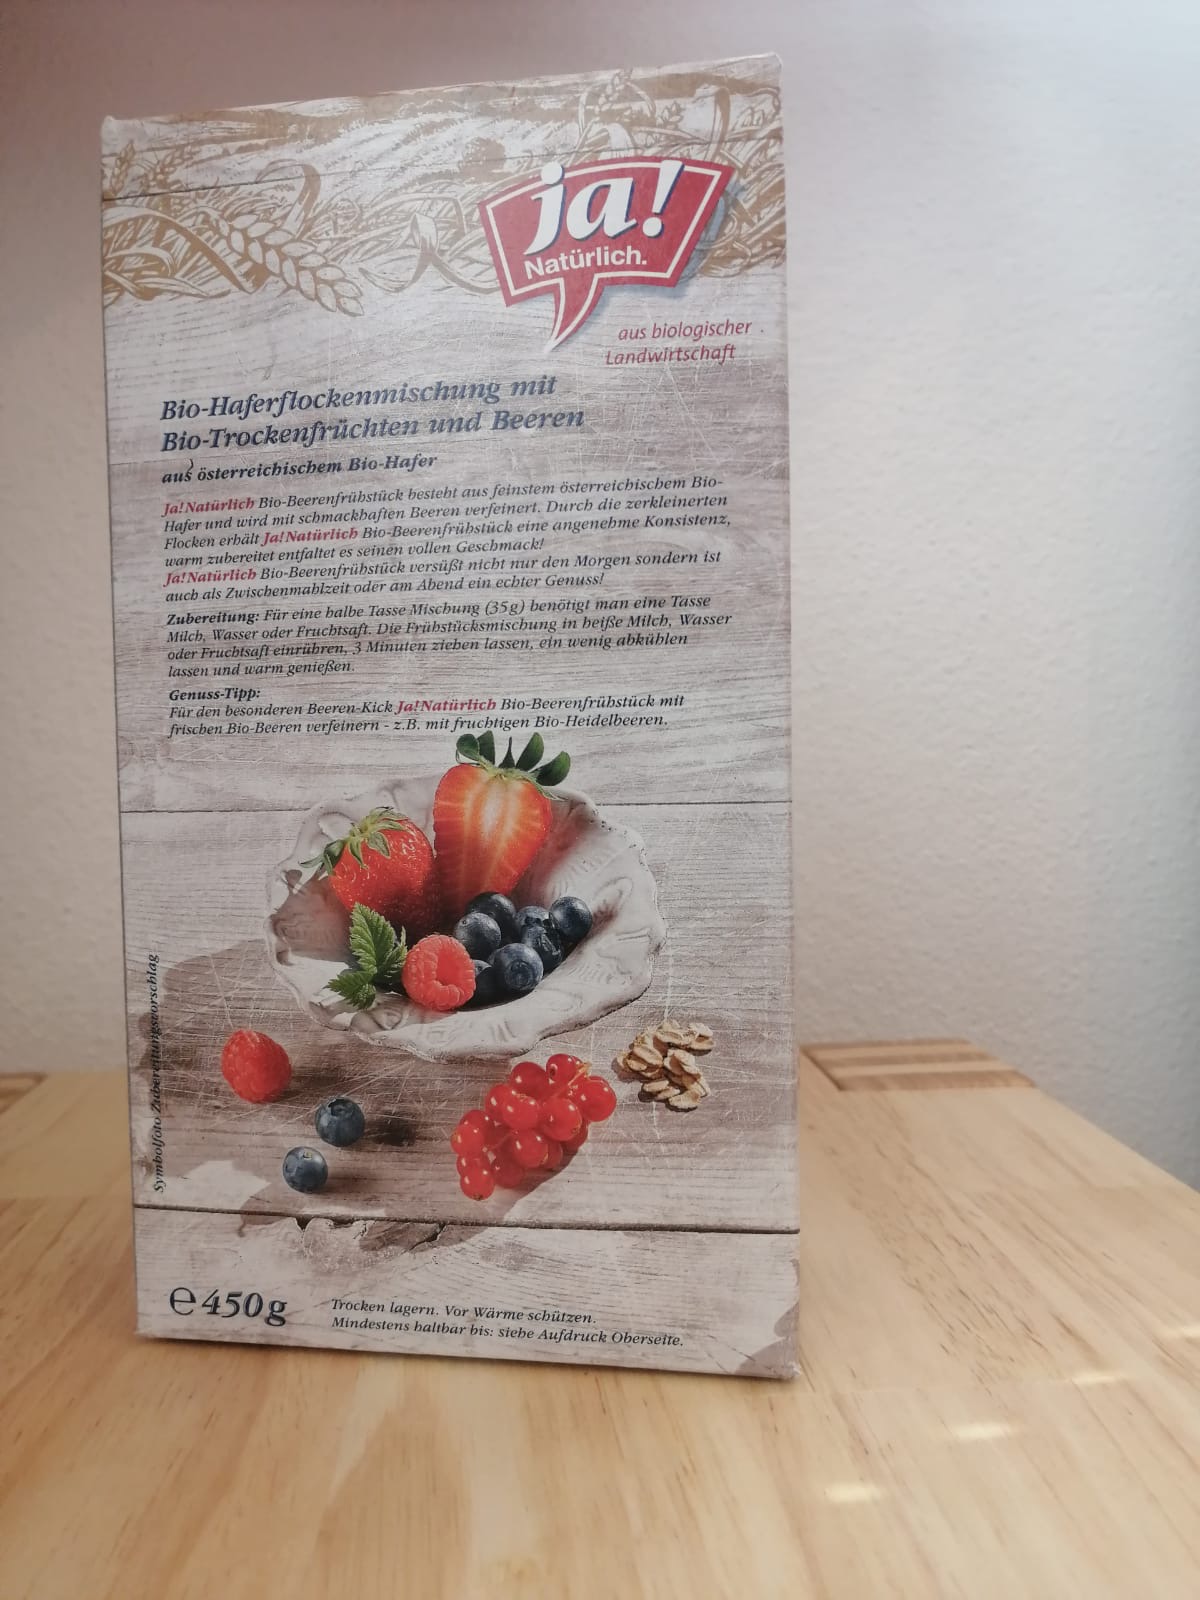 ja!
Natürlich.
aus biologischer
Landwirtschaft
Bio-Haferflockenmischung mit
Bio-Trockenfrüchten und Beeren
aus österreichischem Bio-Hafer
Ja!Natürlich Bio-Beerenfrühstück besteht aus feinstem österreichischem Bio-
Hafer und wird mit schmackhaften Beeren verfeinert. Durch die zerkleinerten
Flocken erhält Ja!Natürlich Bio-Beerenfrühstück eine angenehme Konsistenz,
warm zubereitet entfaltet es seinen vollen Geschmack!
Ja!Natürlich Bio-Beerenfrühstück versüßt nicht nur den Morgen sondern ist
auch als Zwischenmahlzeit oder am Abend ein echter Genuss!
Zubereitung: Für eine halbe Tasse Mischung (35g) benötigt man eine Tasse
Milch, Wasser oder Fruchtsaft. Die Frühstücksmischung in heiße Milch, Wasser
oder Fruchtsaft einrühren, 3 Minuten ziehen lassen, ein wenig abkühlen
lassen und warm genießen.
Genuss-Tipp:
Für den besonderen Beeren-Kick Ja!Natürlich Bio-Beerenfrühstück mit
frischen Bio-Beeren verfeinern - z.B. mit fruchtigen Bio-Heidelbeeren.
Symbolfoto Zubereitungsvorschlag
℮450g
Trocken lagern. Vor Wärme schützen.
Mindestens haltbar bis: siehe Aufdruck Oberseite.